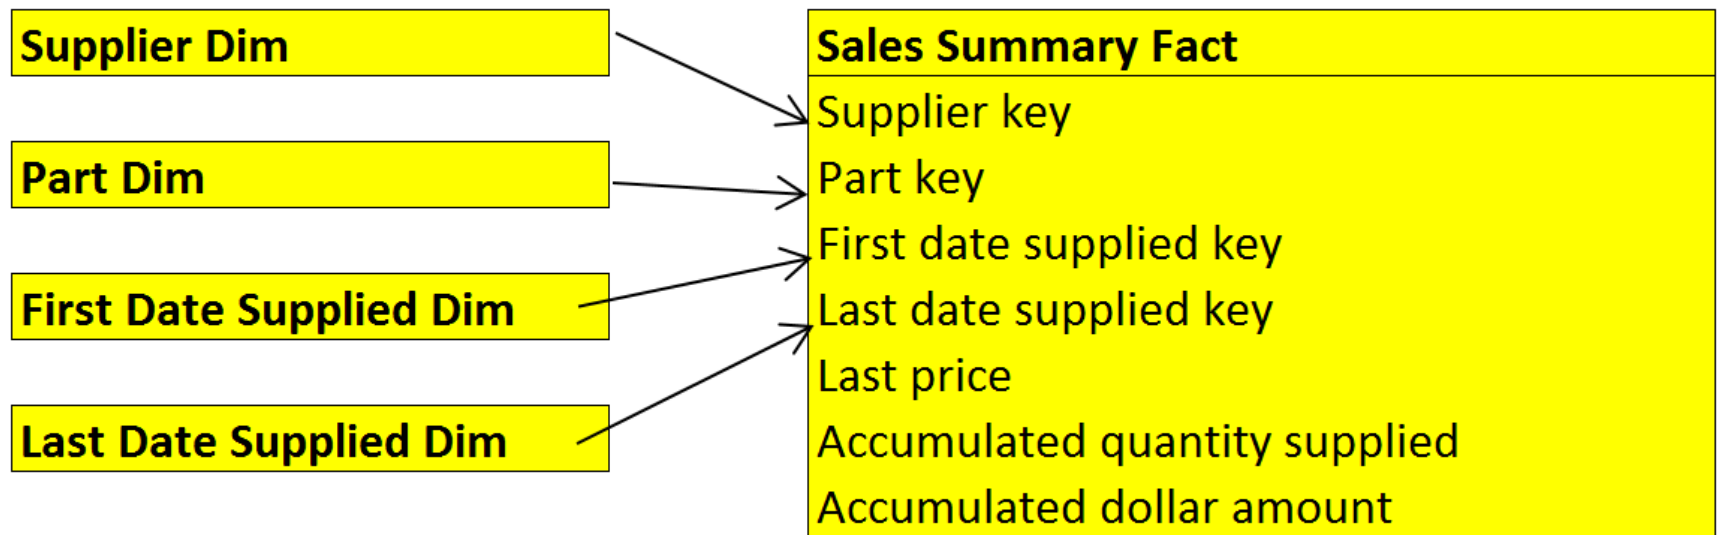 Supplier Dim
Part Dim
First Date Supplied Dim
Last Date Supplied Dim
Sales Summary Fact
Supplier key
Part key
First date supplied key
Last date supplied key
Last price
Accumulated quantity supplied
Accumulated dollar amount